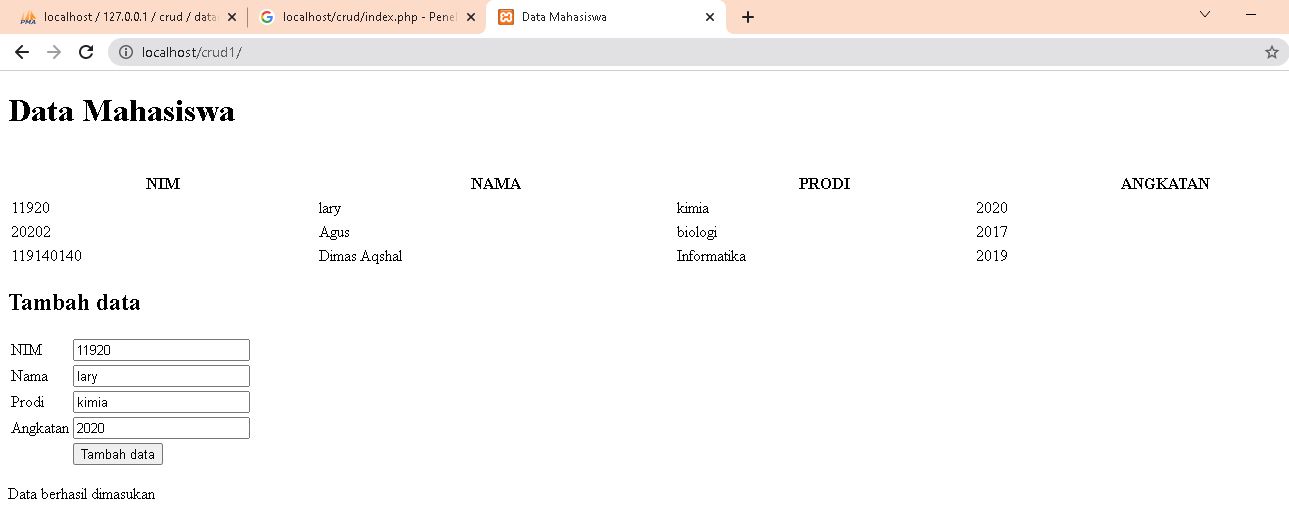 localhost / 127.0.0.1 / crud / data localhost/crud/index.php - Penel Data Mahasiswa
localhost/crud1/
Data Mahasiswa
NIM NAMA PRODI ANGKATAN
11920 lary kimia 2020
20202 Agus biologi 2017
119140140 Dimas Aqshal Informatika 2019
Tambah data
NIM 11920
Nama lary
Prodi kimia
Angkatan 2020
Tambah data
Data berhasil dimasukan